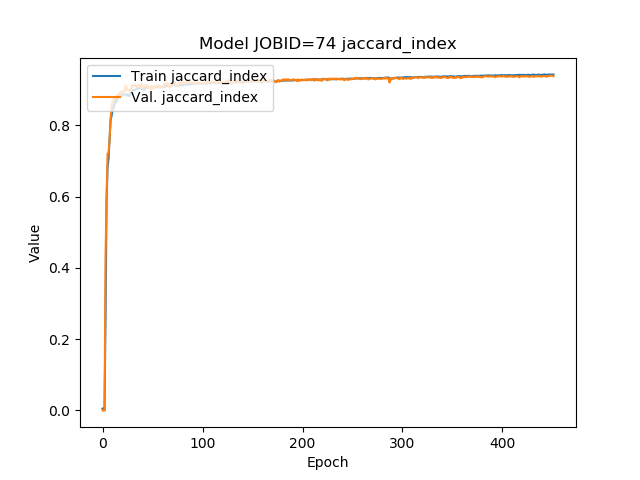 Model JOBID=74 jaccard_index
Train jaccard_index
Val. jaccard_index
0.8
0.6
0.4
0.2
0.0
Value
0 100 200 300 400
Epoch